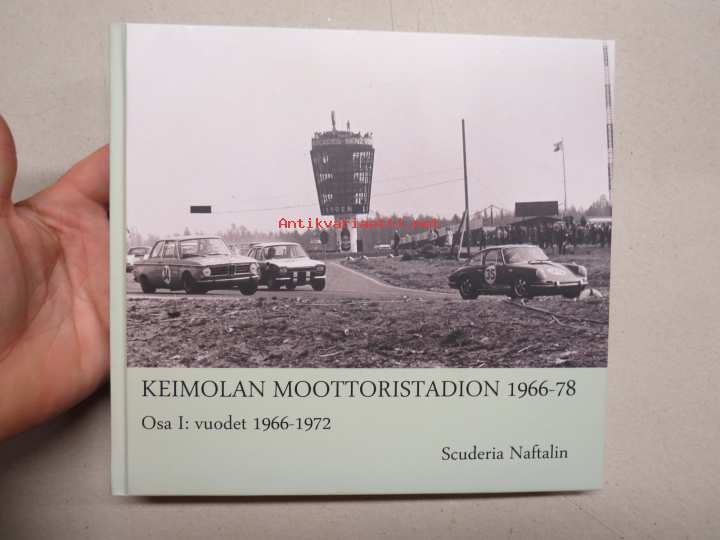 Antikvariaatti.net
KEIMOLAN MOOTTORISTADION 1966-78
Osa I: vuodet 1966-1972
Scuderia Naftalin